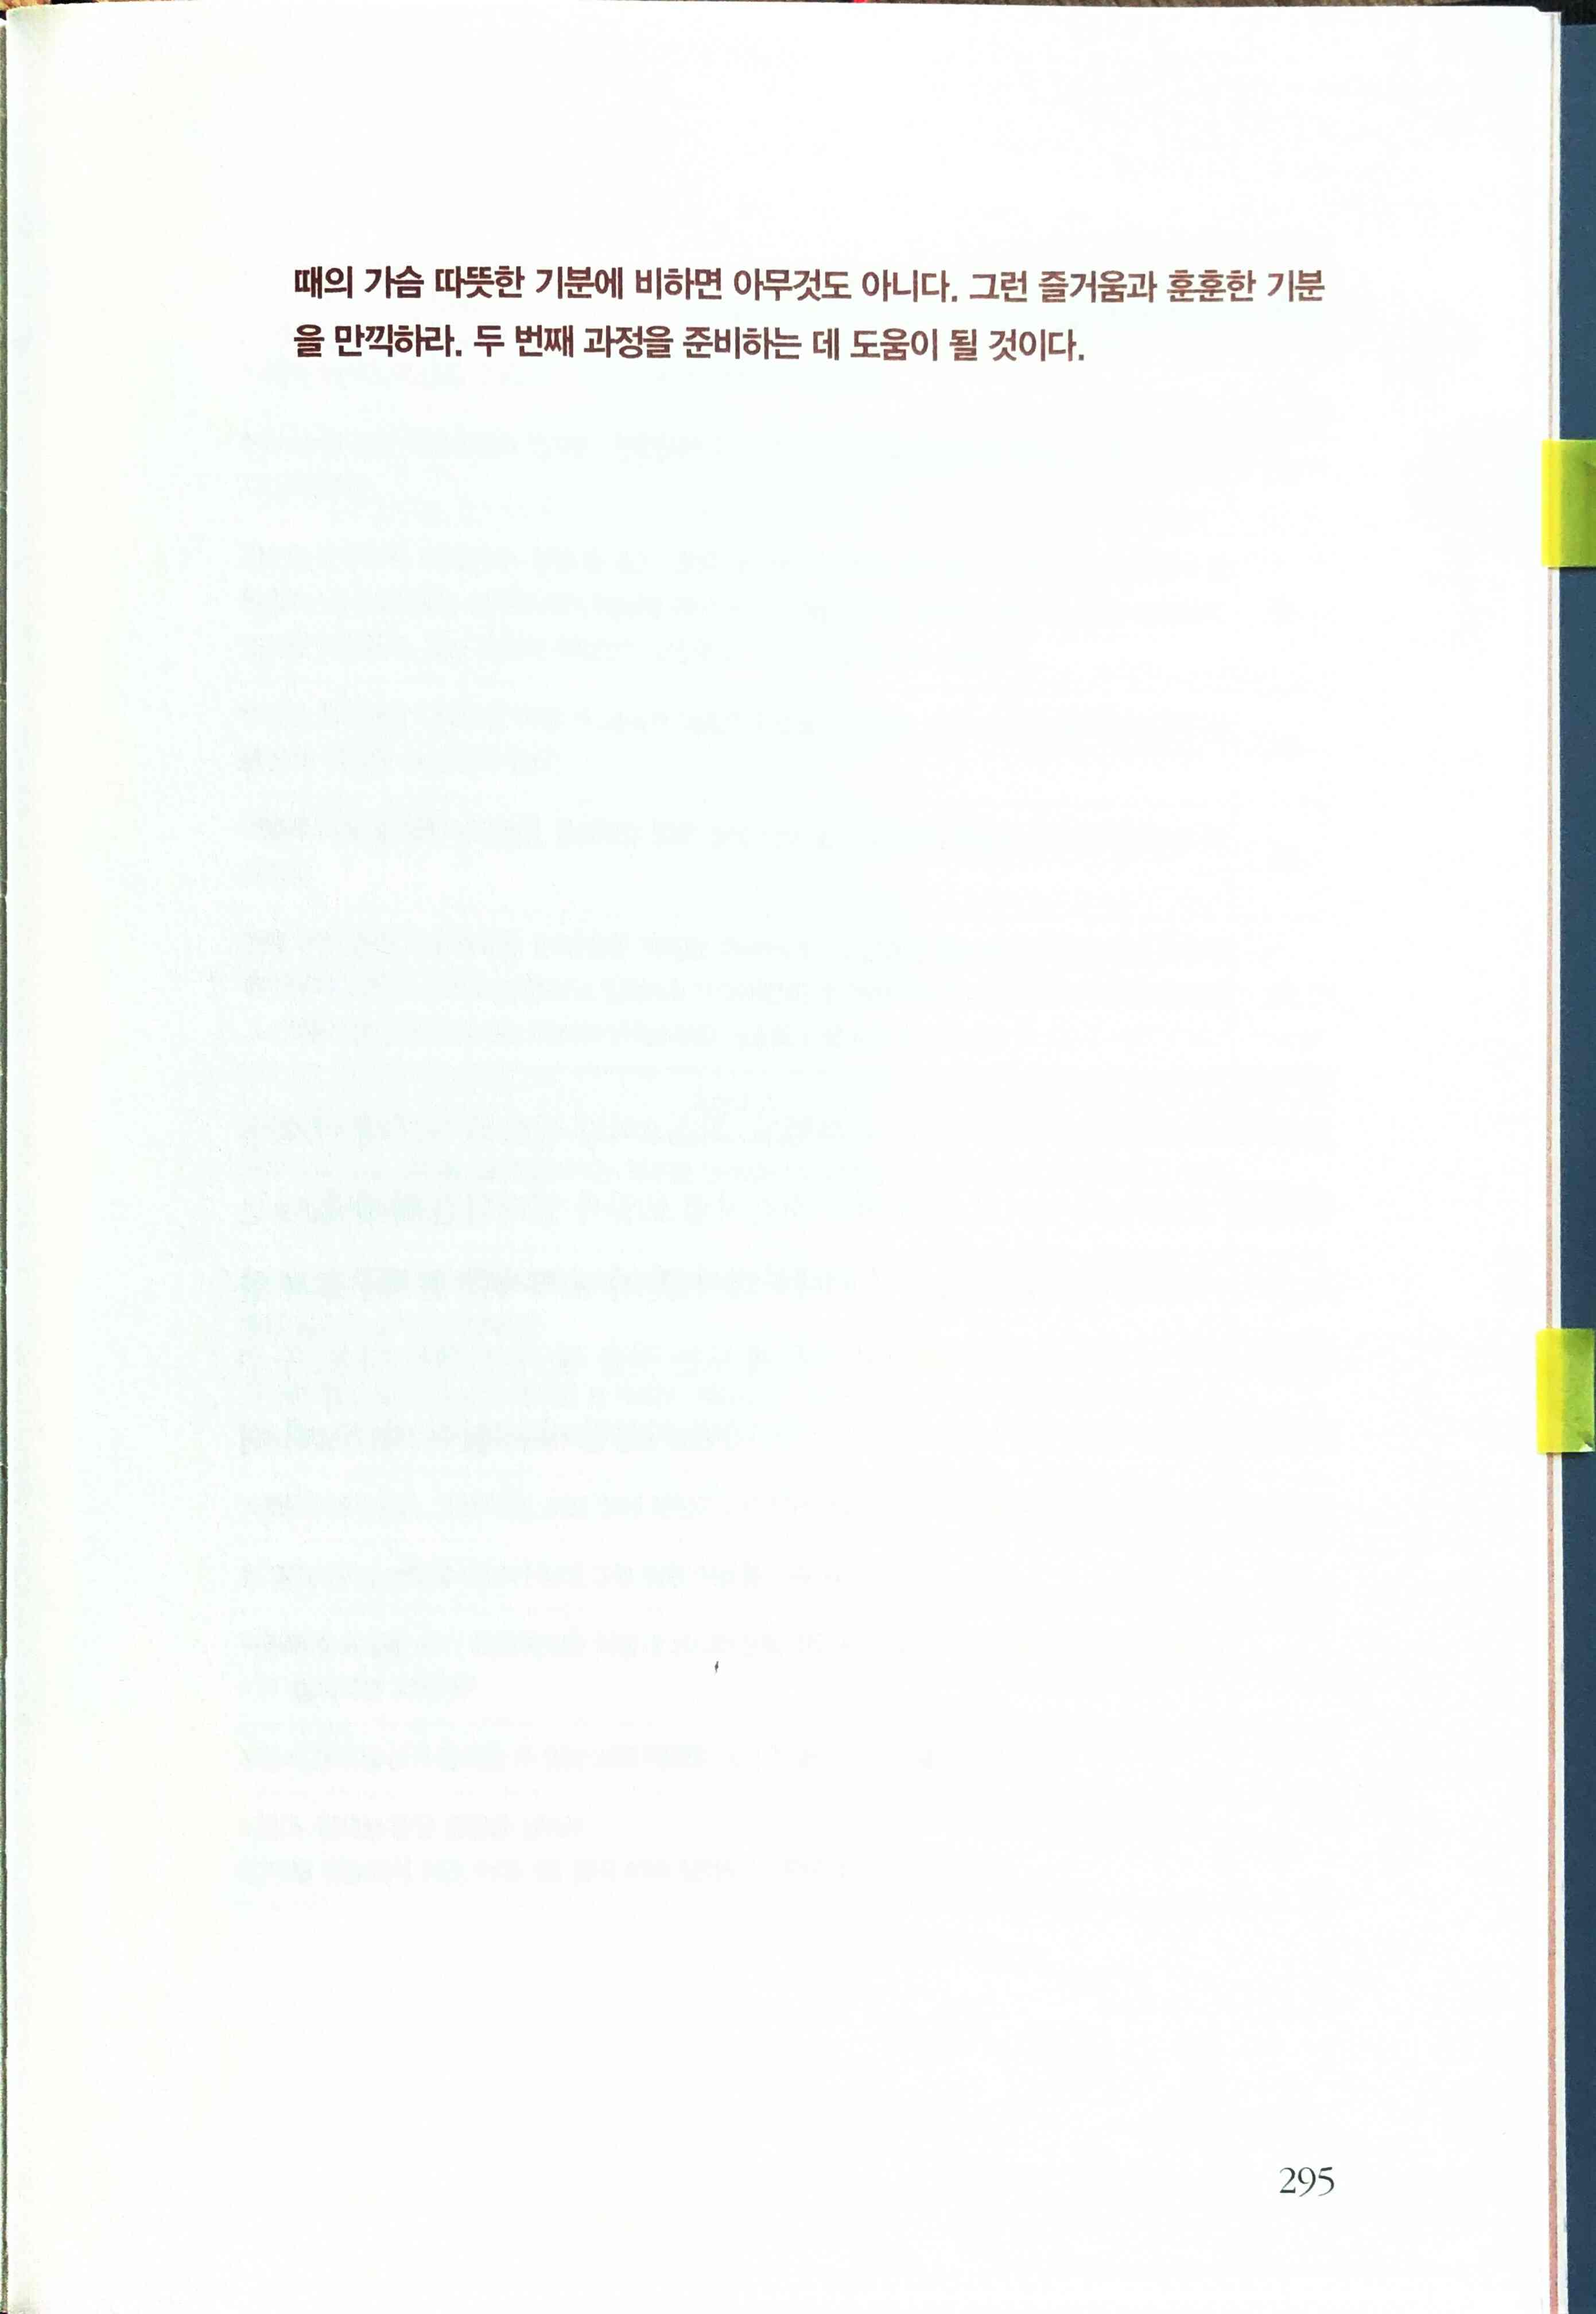 때의 가슴 따뜻한 기분에 비하면 아무것도 아니다. 그런 즐거움과 훈훈한 기분
을 만끽하라. 두 번째 과정을 준비하는 데 도움이 될 것이다.
295